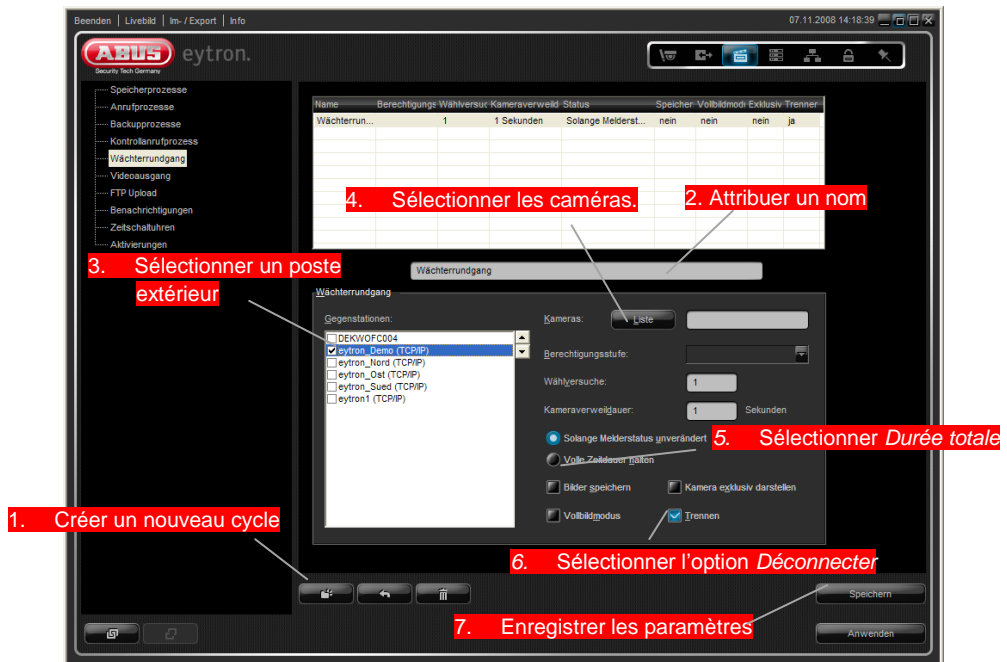 Beenden | Livebild | Im- / Export | Info
07.11.2008 14:18:39
ABUS
Security Tech Germany
eytron.
Speicherprozesse
Anrufprozesse
Backupprozesse
Kontrollanrufprozess
Wächterrundgang
Videoausgang
FTP Upload
Benachrichtigungen
Zeitschaltuhren
Aktivierungen
Name Berechtigungs Wählversuc Kameraverweild Status Speicher Vollbildmodi Exklusiv Trenner
Wächterrun... 1 1 Sekunden Solange Melderst... nein nein nein ja
4. Sélectionner les caméras.
2. Attribuer un nom
3. Sélectionner un poste
extérieur
Wächterrundgang
Wächterrundgang
Gegenstationen:
DEKWOFC004
eytron_Demo (TCP/IP)
eytron_Nord (TCP/IP)
eytron_Ost (TCP/IP)
eytron_Sued (TCP/IP)
eytron1 (TCP/IP)
Kameras: Liste
Berechtigungsstufe:
Wählversuche: 1
Kameraverweildauer: 1 Sekunden
Solange Melderstatus unverändert
5. Sélectionner Durée totale
Volle Zeitdauer halten
Bilder speichern
Kamera exklusiv darstellen
Vollbildmodus
Trennen
1. Créer un nouveau cycle
6. Sélectionner l'option Déconnecter
Speichern
7. Enregistrer les paramètres
Anwenden